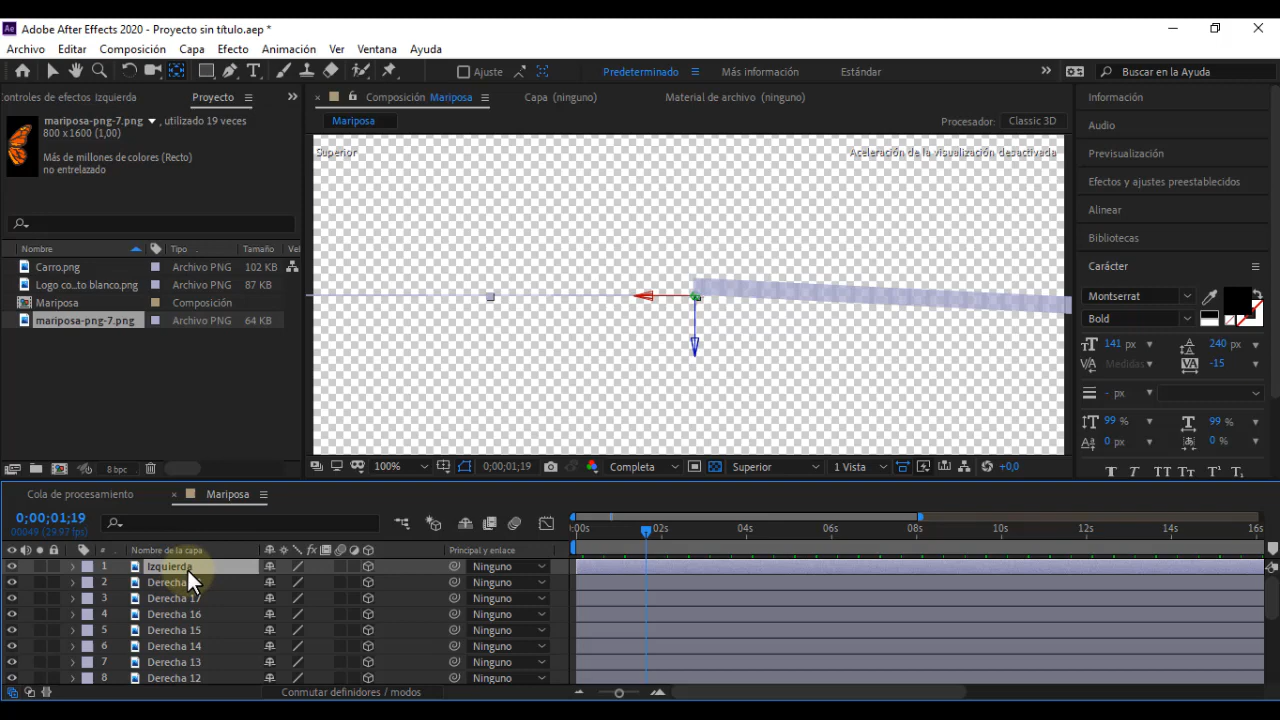 Adobe After Effects 2020 - Proyecto sin título.aep *
Archivo Editar Composición Capa Efecto Animación Ver Ventana Ayuda
Ajuste Predeterminado Más información Estándar Buscar en la Ayuda
Controles de efectos Izquierda Proyecto
Composición Mariposa Capa (ninguno) Material de archivo (ninguno)
Información
mariposa-png-7.png, utilizado 19 veces
800 x 1600 (1,00)
Más de millones de colores (Recto)
no entrelazado
Mariposa
Procesador: Classic 3D
Superior
Aceleración de la visualización desactivada
Audio
Previsualización
Efectos y ajustes preestablecidos
Alinear
Bibliotecas
Carácter
Nombre Tipo Tamaño Vel
Carro.png Archivo PNG 102 KB
Logo co...to blanco.png Archivo PNG 87 KB
Mariposa Composición
mariposa-png-7.png Archivo PNG 64 KB
Montserrat
Bold
141 px 240 px
Medidas -15
- px
99 % 99 %
0 px 0 %
8 bpc
100% 0;00;01;19 Completa Superior 1 Vista +0,0
Cola de procesamiento Mariposa
0;00;01;19
00049 (29.97 fps)
:00s 02s 04s 06s 08s 10s 12s 14s 16s
# Nombre de la capa Principal y enlace
1 Izquierda Ninguno
2 Derecha Ninguno
3 Derecha 17 Ninguno
4 Derecha 16 Ninguno
5 Derecha 15 Ninguno
6 Derecha 14 Ninguno
7 Derecha 13 Ninguno
8 Derecha 12 Ninguno
Conmutar definidores / modos